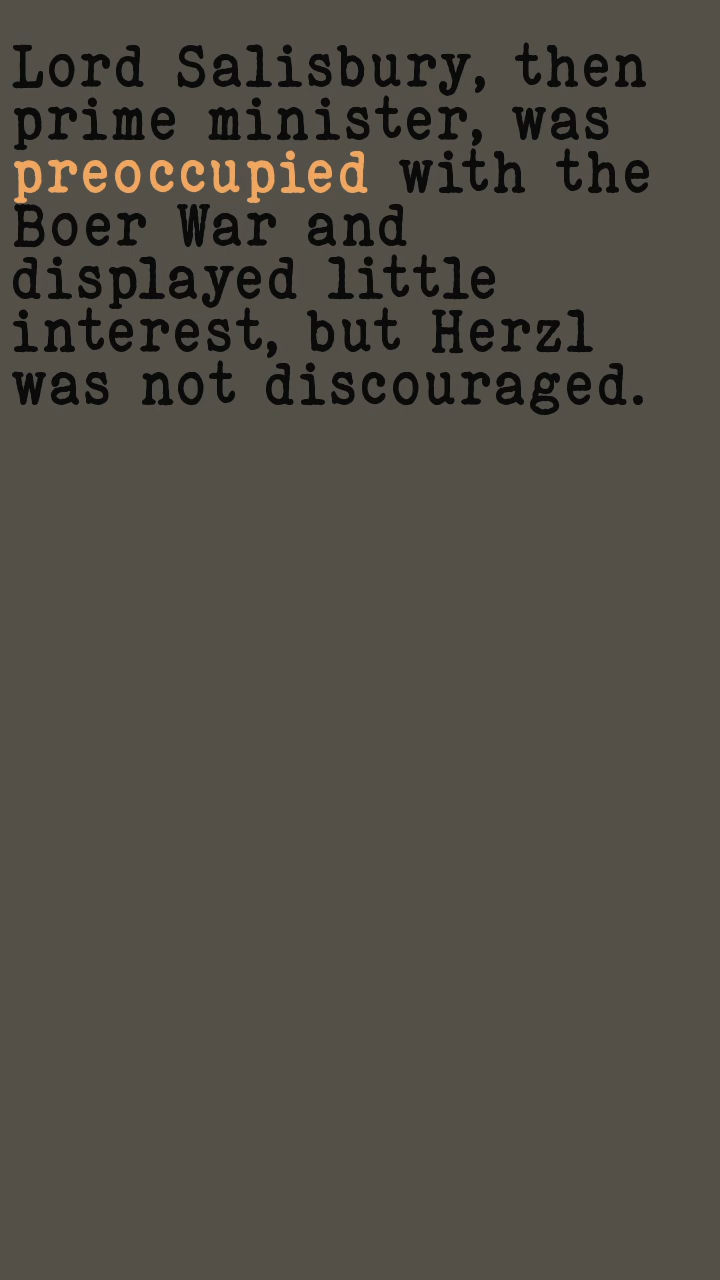 Lord Salisbury, then
prime minister, was
preoccupied with the
Boer War and
displayed little
interest, but Herzl
was not discouraged.